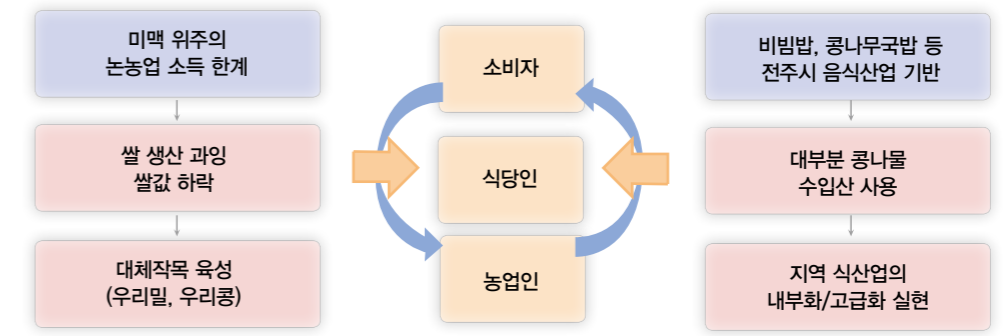 미맥 위주의
논농업 소득 한계
쌀 생산 과잉
쌀값 하락
대체작목 육성
(우리밀, 우리콩)
소비자
식당인
농업인
비빔밥, 콩나무국밥 등
전주시 음식산업 기반
대부분 콩나물
수입산 사용
지역 식산업의
내부화/고급화 실현